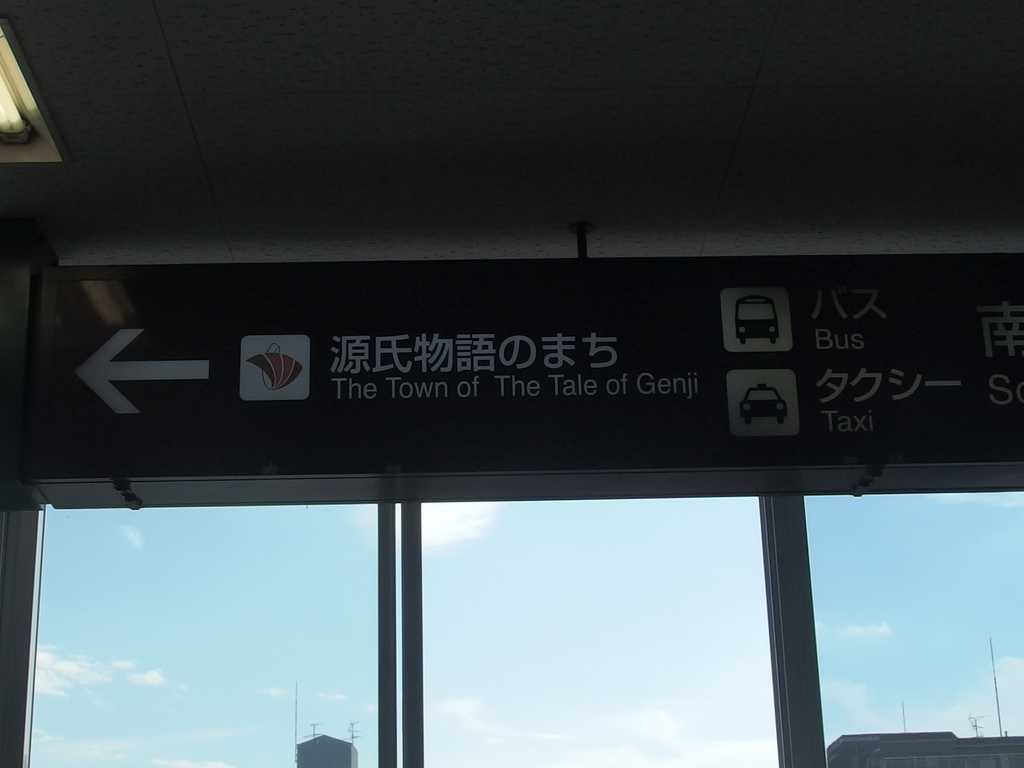 源氏物語のまち
The Town of The Tale of Genji
バス
Bus
タクシー
Taxi
南